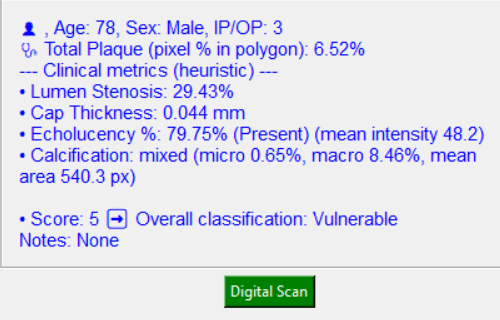 , Age: 78, Sex: Male, IP/OP: 3
Total Plaque (pixel % in polygon): 6.52%
--- Clinical metrics (heuristic) ---
• Lumen Stenosis: 29.43%
• Cap Thickness: 0.044 mm
• Echolucency %: 79.75% (Present) (mean intensity 48.2)
• Calcification: mixed (micro 0.65%, macro 8.46%, mean
area 540.3 px)
• Score: 5 ➡ Overall classification: Vulnerable
Notes: None
Digital Scan